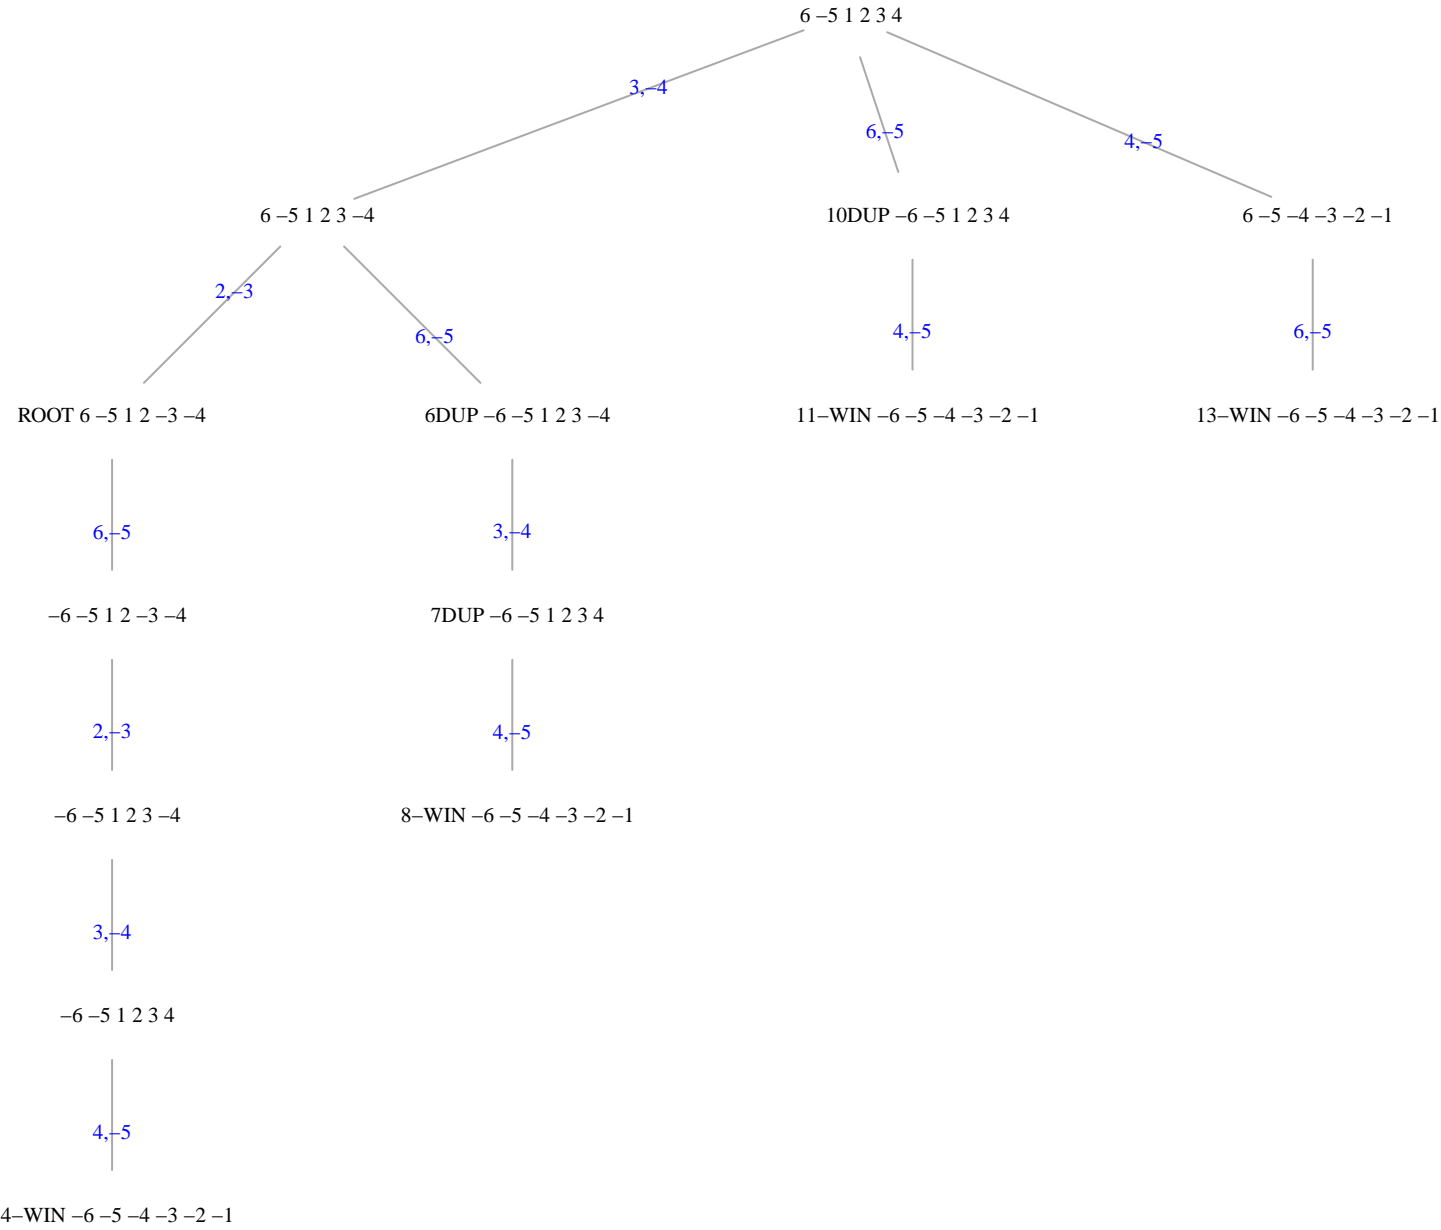 6 –5 1 2 3 4
3,–4
6,–5
4,–5
6 –5 1 2 3 –4
10DUP –6 –5 1 2 3 4
6 –5 –4 –3 –2 –1
2,–3
6,–5
4,–5
6,–5
ROOT 6 –5 1 2 –3 –4
6DUP –6 –5 1 2 3 –4
11–WIN –6 –5 –4 –3 –2 –1
13–WIN –6 –5 –4 –3 –2 –1
6,–5
3,–4
–6 –5 1 2 –3 –4
7DUP –6 –5 1 2 3 4
2,–3
4,–5
–6 –5 1 2 3 –4
8–WIN –6 –5 –4 –3 –2 –1
3,–4
–6 –5 1 2 3 4
4,–5
4–WIN –6 –5 –4 –3 –2 –1